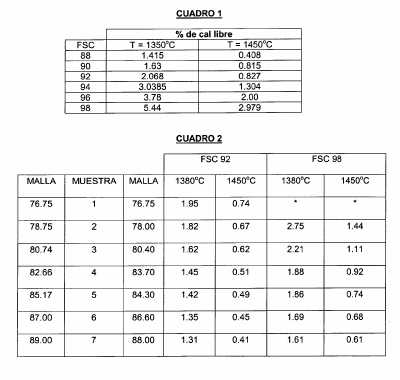 CUADRO 1
% de cal libre
FSC T = 1350°C T = 1450°C
88 1.415 0.408
90 1.63 0.815
92 2.068 0.827
94 3.0385 1.304
96 3.78 2.00
98 5.44 2.979
CUADRO 2
FSC 92 FSC 98
MALLA MUESTRA MALLA 1380°C 1450°C 1380°C 1450°C
76.75 1 76.75 1.95 0.74 * *
78.75 2 78.00 1.82 0.67 2.75 1.44
80.74 3 80.40 1.62 0.62 2.21 1.11
82.66 4 83.70 1.45 0.51 1.88 0.92
85.17 5 84.30 1.42 0.49 1.86 0.74
87.00 6 86.60 1.35 0.45 1.69 0.68
89.00 7 88.00 1.31 0.41 1.61 0.61